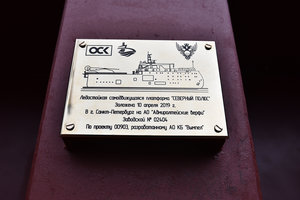 ОСК
Ледостойкая самодвижущаяся платформа "СЕВЕРНЫЙ ПОЛЮС"
Заложена 10 апреля 2019 г.
В г. Санкт-Петербург на АО "Адмиралтейские верфи"
Заводской № 02404
По проекту 00903, разработанному АО КБ "Вымпел"